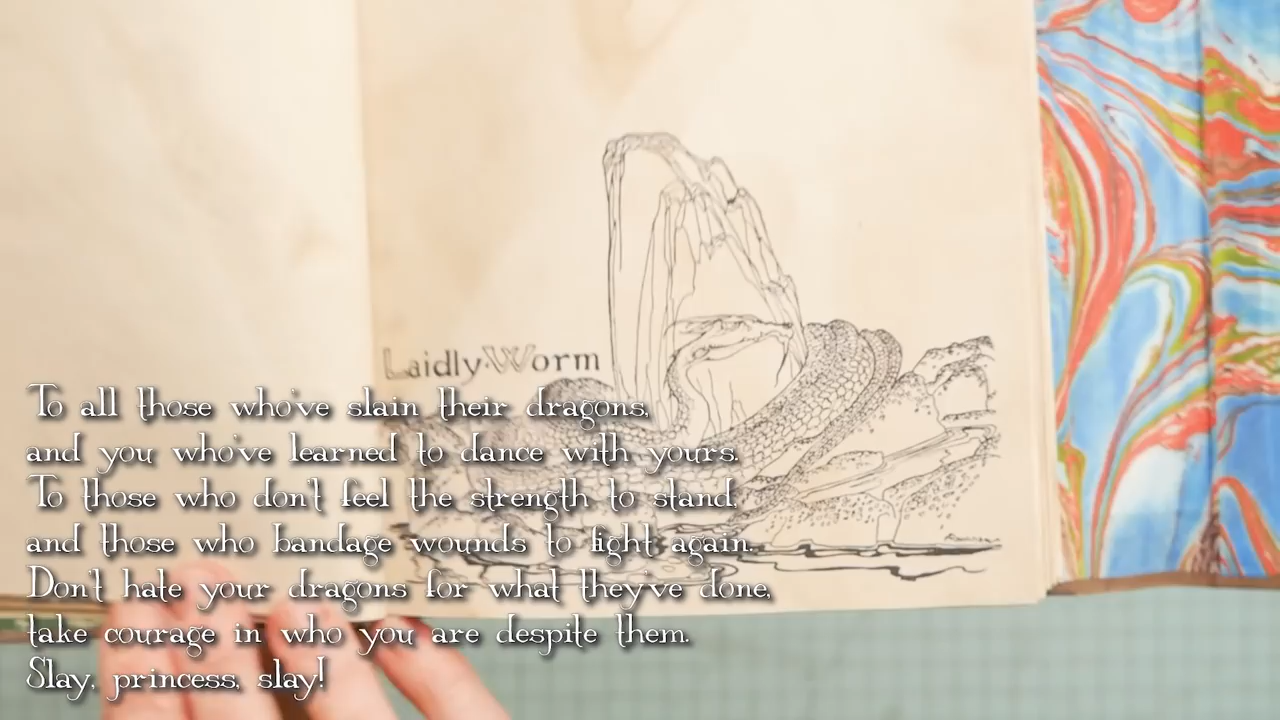 Laidly·Worm
To all those who've slain their dragons,
and you who've learned to dance with yours.
To those who don't feel the strength to stand,
and those who bandage wounds to fight again.
Don't hate your dragons for what they've done,
take courage in who you are despite them.
Slay, princess, slay!